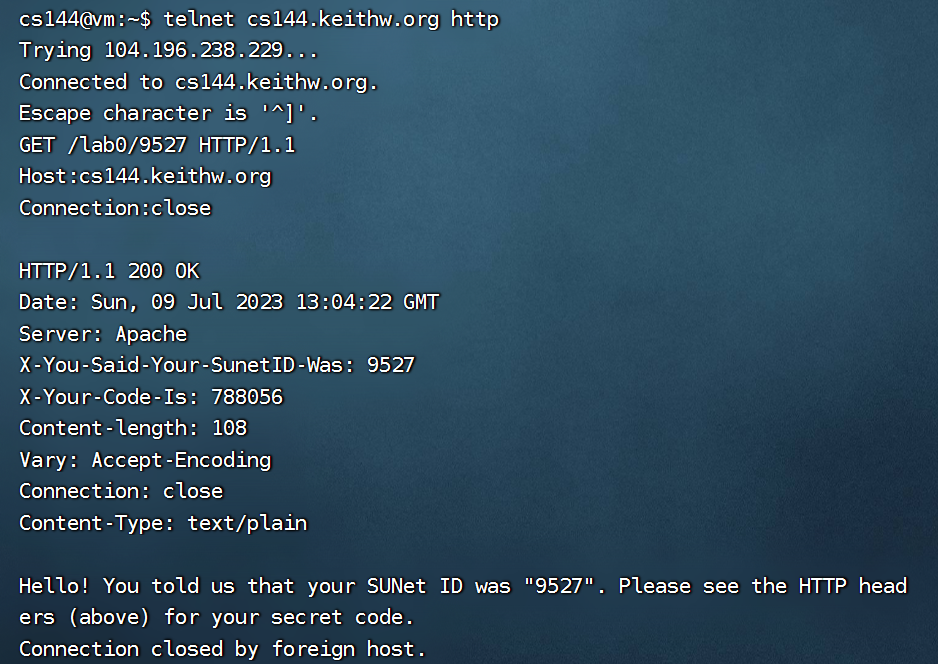 cs144@vm:~$ telnet cs144.keithw.org http
Trying 104.196.238.229...
Connected to cs144.keithw.org.
Escape character is '^]'.
GET /lab0/9527 HTTP/1.1
Host:cs144.keithw.org
Connection:close

HTTP/1.1 200 OK
Date: Sun, 09 Jul 2023 13:04:22 GMT
Server: Apache
X-You-Said-Your-SunetID-Was: 9527
X-Your-Code-Is: 788056
Content-length: 108
Vary: Accept-Encoding
Connection: close
Content-Type: text/plain

Hello! You told us that your SUNet ID was "9527". Please see the HTTP head
ers (above) for your secret code.
Connection closed by foreign host.